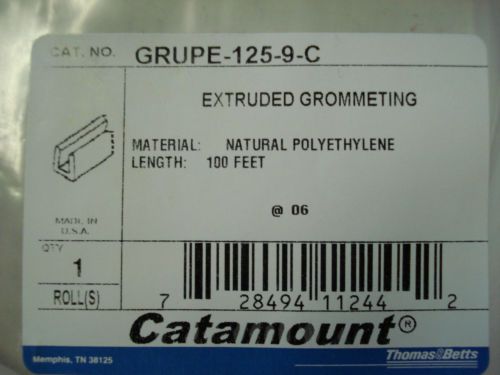 CAT. NO. GRUPE-125-9-C
EXTRUDED GROMMETING
MATERIAL: NATURAL POLYETHYLENE
LENGTH: 100 FEET
@ 06
MADE IN
U.S.A.
QTY
1
ROLL(S)
7 28494 11244 2
Catamount®
Memphis, TN 38125
Thomas&Betts